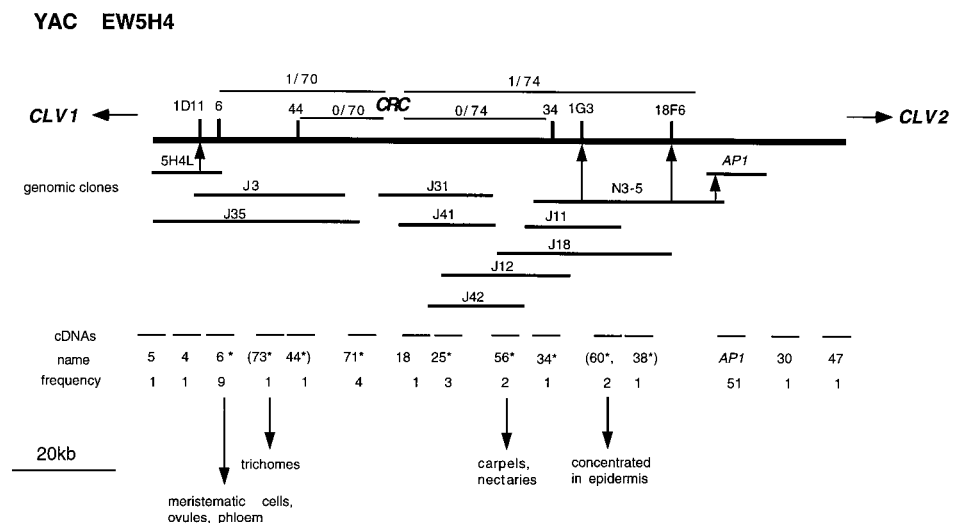 YAC EW5H4
1/70 1/74
1D11 6 44 0/70 CRC 0/74 34 1G3 18F6
CLV1 CLV2
5H4L AP1
genomic clones J3 J31 N3-5
J35 J41 J11
J18
J12
J42
cDNAs
name 5 4 6* (73* 44*) 71* 18 25* 56* 34* (60*, 38*) AP1 30 47
frequency 1 1 9 1 1 4 1 3 2 1 2 1 51 1 1
20kb
trichomes
carpels, nectaries
concentrated in epidermis
meristematic cells,
ovules, phloem